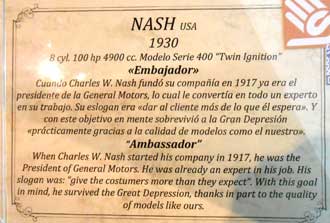 NASH USA
1930
8 cyl. 100 hp 4900 cc. Modelo Serie 400 "Twin Ignition"
«Embajador»
Cuando Charles W. Nash fundó su compañía en 1917 ya era el
presidente de la General Motors, lo cual le convertía en todo un experto
en su trabajo. Su eslogan era «dar al cliente más de lo que él espera». Y
con este objetivo en mente sobrevivió a la Gran Depresión
«prácticamente gracias a la calidad de modelos como el nuestro».
"Ambassador"
When Charles W. Nash started his company in 1917, he was the
President of General Motors. He was already an expert in his job. His
slogan was: "give the costumers more than they expect". With this goal
in mind, he survived the Great Depression, thanks in part to the quality
of models like ours.